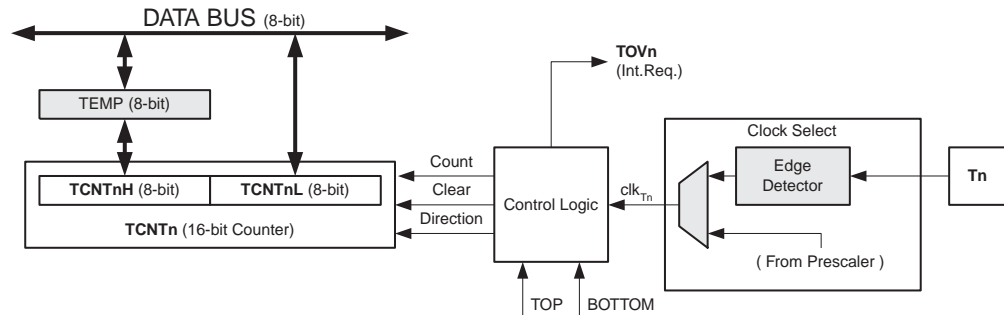 DATA BUS (8-bit)
TOVn
(Int.Req.)
TEMP (8-bit)
Clock Select
Count
Edge
Detector
TCNTnH (8-bit) TCNTnL (8-bit)
Clear
Control Logic
clkTn
Tn
TCNTn (16-bit Counter)
Direction
( From Prescaler )
TOP
BOTTOM